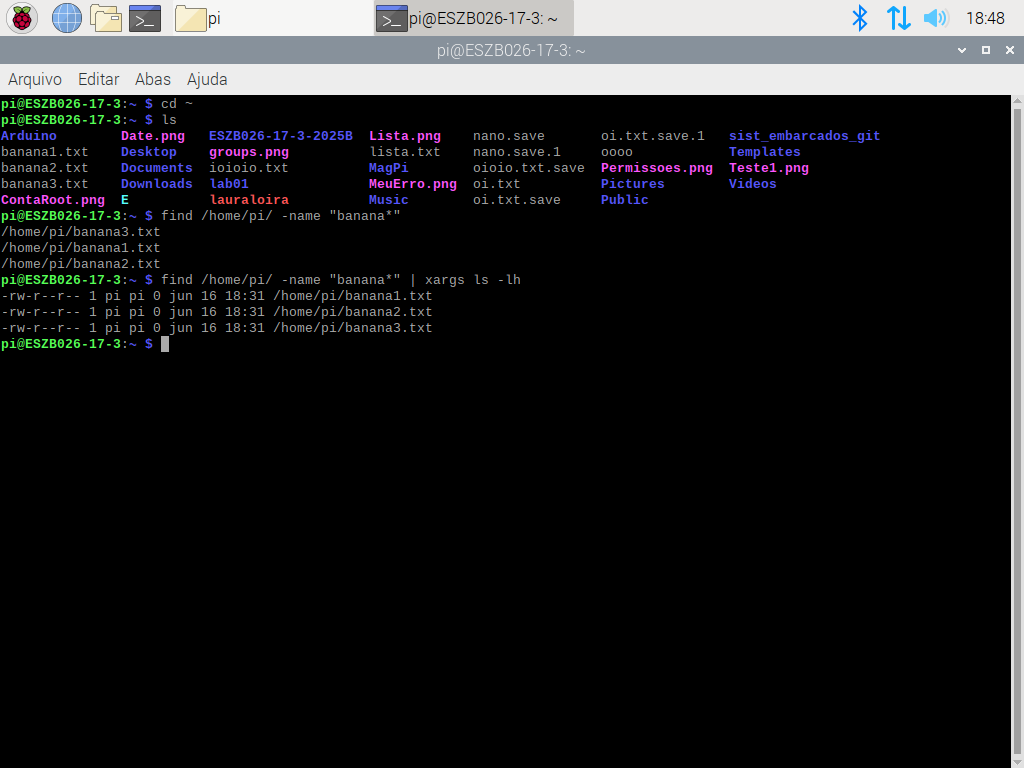 pi
pi@ESZB026-17-3: ~
18:48
pi@ESZB026-17-3: ~
Arquivo Editar Abas Ajuda
pi@ESZB026-17-3:~ $ cd ~
pi@ESZB026-17-3:~ $ ls
Arduino Date.png ESZB026-17-3-2025B Lista.png nano.save oi.txt.save.1 sist_embarcados_git
banana1.txt Desktop groups.png lista.txt nano.save.1 oooo Templates
banana2.txt Documents ioioio.txt MagPi oioio.txt.save Permissoes.png Teste1.png
banana3.txt Downloads lab01 MeuErro.png oi.txt Pictures Videos
ContaRoot.png E lauraloira Music oi.txt.save Public
pi@ESZB026-17-3:~ $ find /home/pi/ -name "banana*"
/home/pi/banana3.txt
/home/pi/banana1.txt
/home/pi/banana2.txt
pi@ESZB026-17-3:~ $ find /home/pi/ -name "banana*" | xargs ls -lh
-rw-r--r-- 1 pi pi 0 jun 16 18:31 /home/pi/banana1.txt
-rw-r--r-- 1 pi pi 0 jun 16 18:31 /home/pi/banana2.txt
-rw-r--r-- 1 pi pi 0 jun 16 18:31 /home/pi/banana3.txt
pi@ESZB026-17-3:~ $